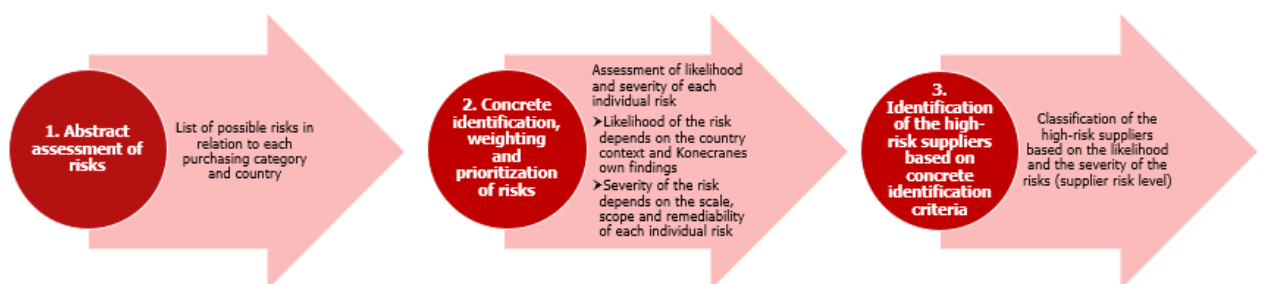 1. Abstract
assessment of
risks
List of possible risks in
relation to each
purchasing category
and country
2. Concrete
identification,
weighting
and
prioritization
of risks
Assessment of likelihood
and severity of each
individual risk
➤Likelihood of the risk
depends on the country
context and Konecranes
own findings
➤Severity of the risk
depends on the scale,
scope and remediability
of each individual risk
3.
Identification
of the high-
risk suppliers
based on
concrete
identification
criteria
Classification of the
high-risk suppliers
based on the likelihood
and the severity of the
risks (supplier risk level)